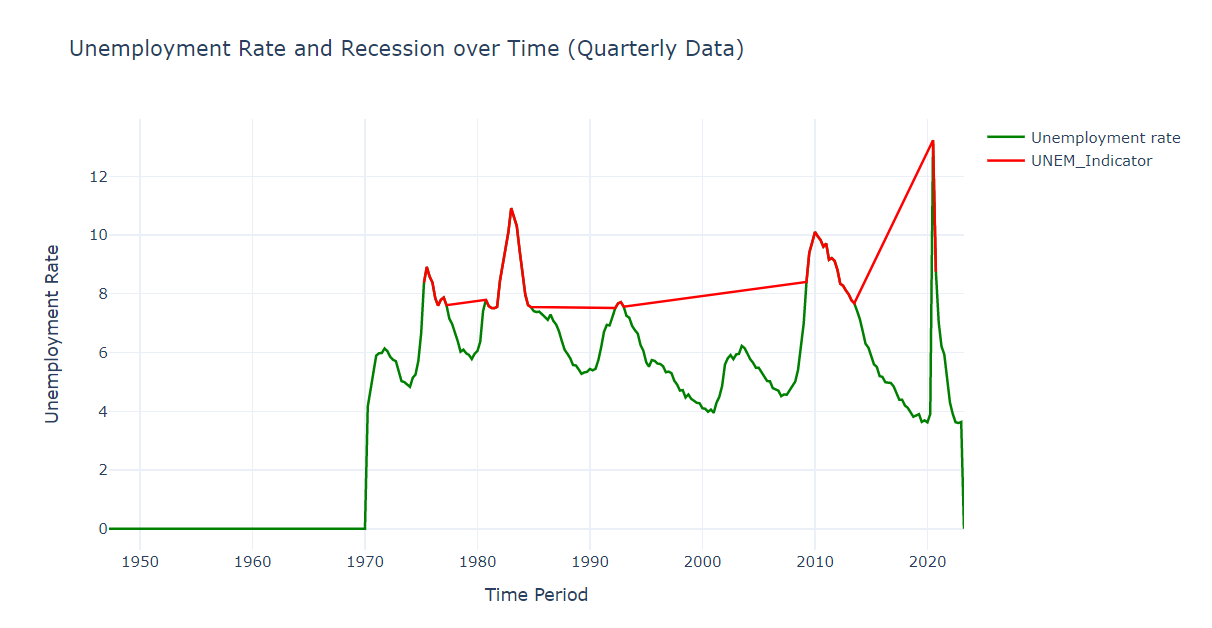 Unemployment Rate and Recession over Time (Quarterly Data)
Unemployment rate
UNEM_Indicator
12
10
8
6
4
2
0
Unemployment Rate
1950 1960 1970 1980 1990 2000 2010 2020
Time Period